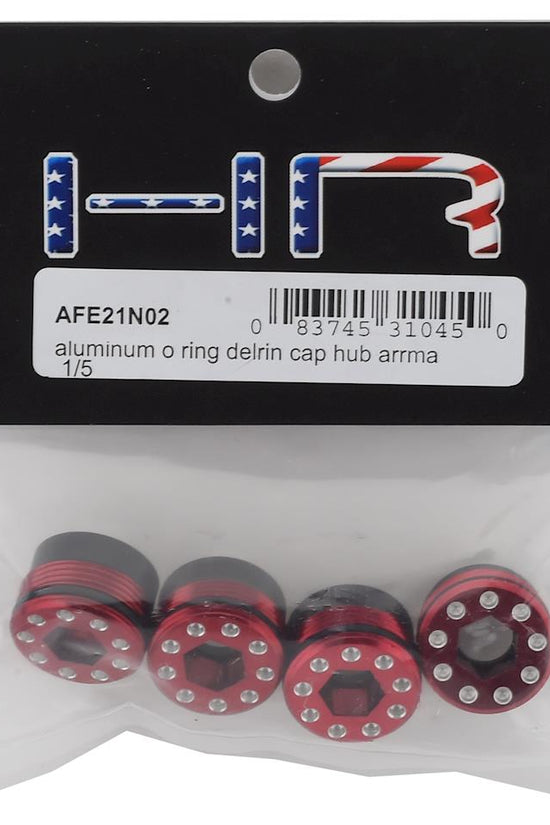 HR
AFE21N02
0 83745 31045 0
aluminum o ring delrin cap hub arrma
1/5